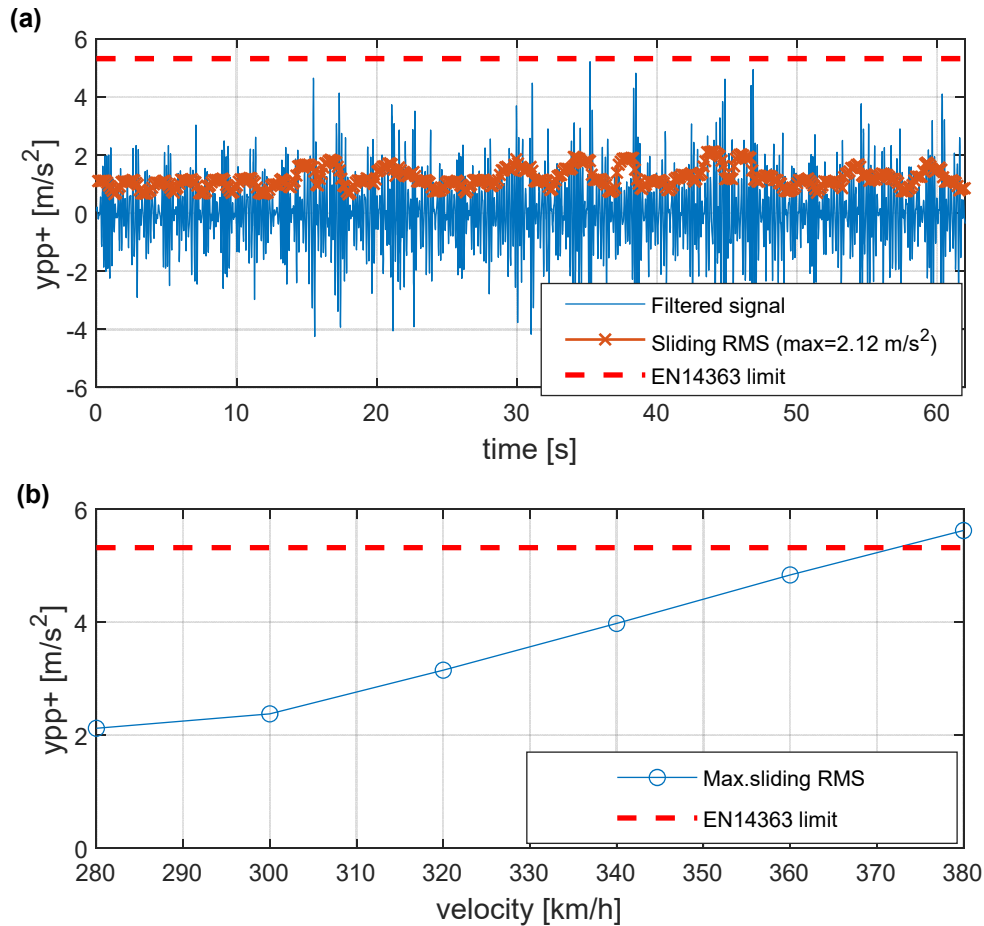 (a)
6
4
2
0
-2
-4
-6
ypp+ [m/s²]
Filtered signal
Sliding RMS (max=2.12 m/s²)
EN14363 limit
0 10 20 30 40 50 60
time [s]
(b)
6
4
2
0
ypp+ [m/s²]
Max.sliding RMS
EN14363 limit
280 290 300 310 320 330 340 350 360 370 380
velocity [km/h]